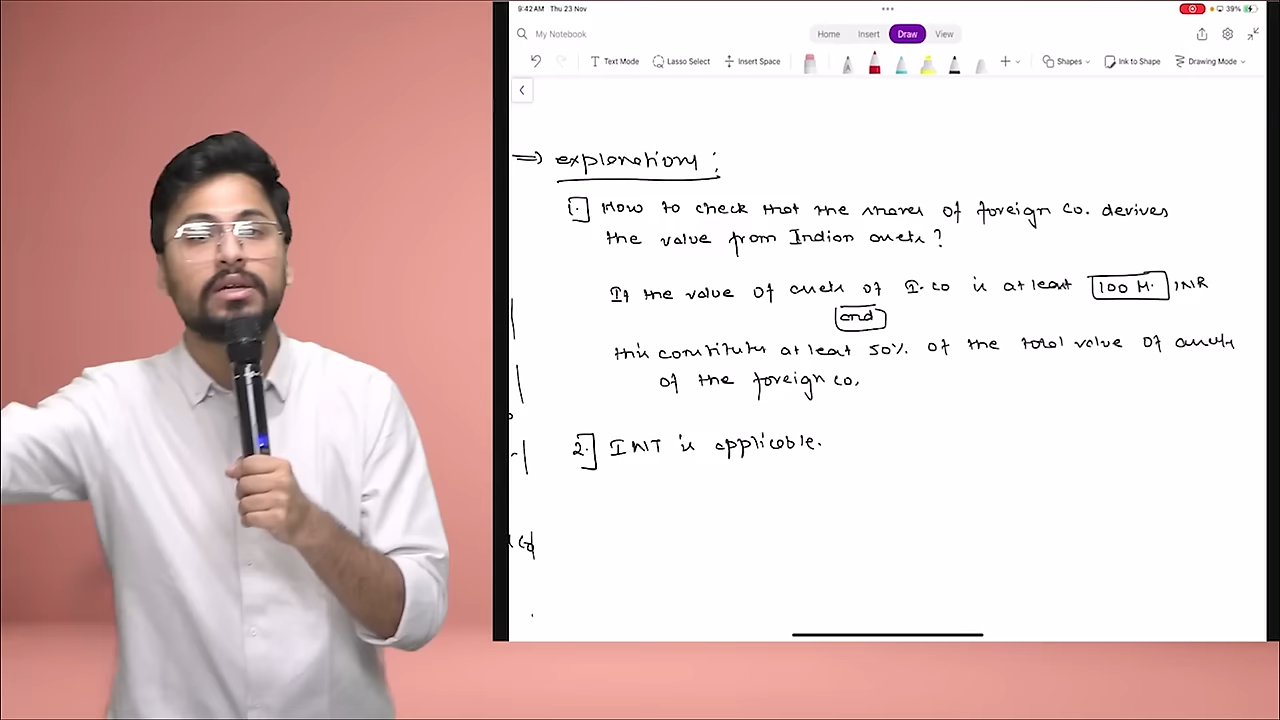 9:42 AM Thu 23 Nov
39%
My Notebook
Home Insert Draw View
Text Mode Lasso Select Insert Space Shapes Ink to Shape Drawing Mode
⇒ explanations :
1. How to check that the shares of foreign co. derives
the value from Indian assets ?
If the value of assets of I.co is at least 100 M. INR
and
this constitutes at least 50% of the total value of assets
of the foreign co.
2. INT is applicable.